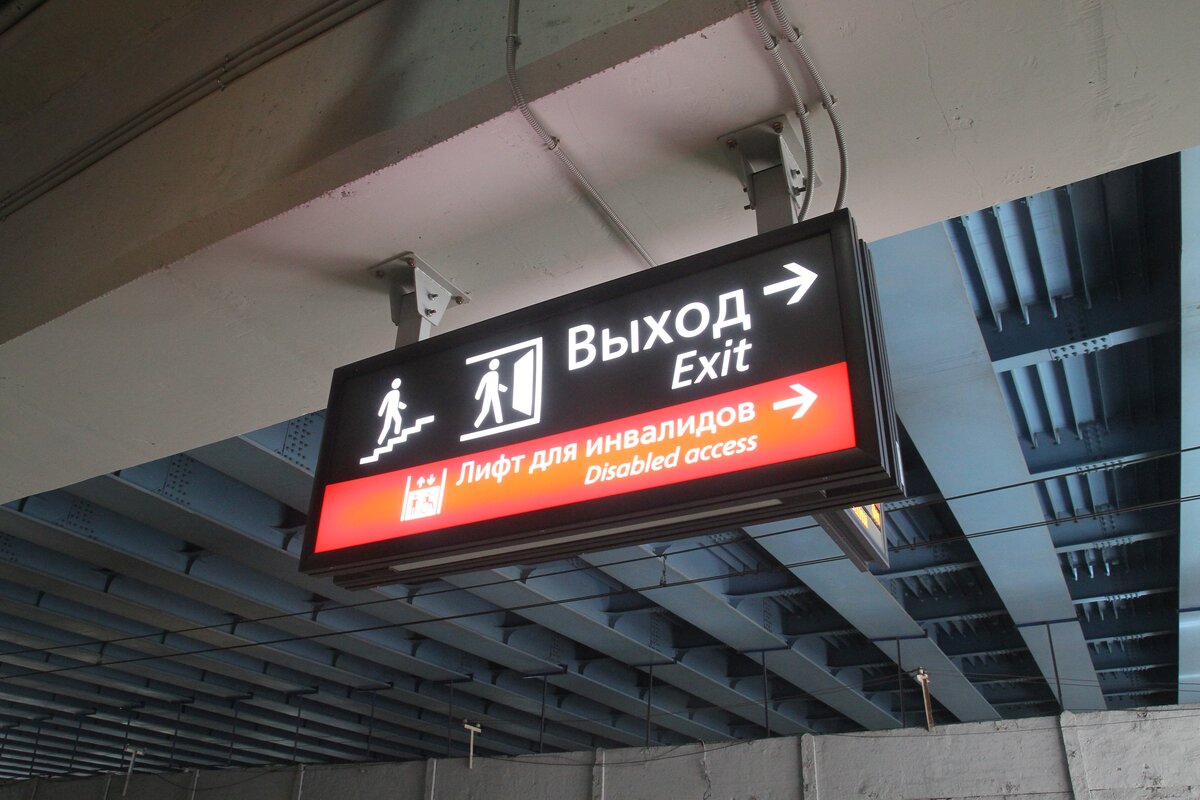 Выход
Exit
Лифт для инвалидов
Disabled access